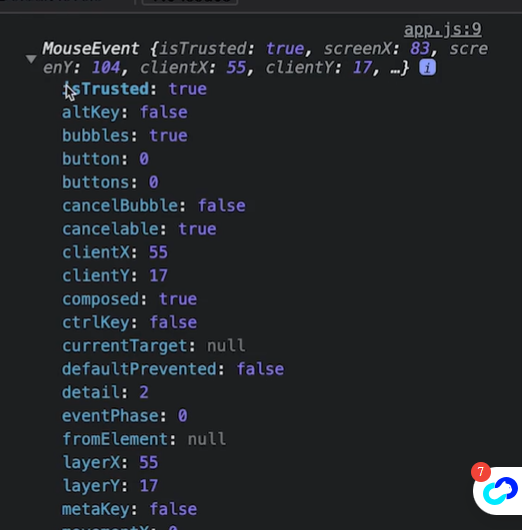 app.js:9
MouseEvent {isTrusted: true, screenX: 83, scre
enY: 104, clientX: 55, clientY: 17, …} i
isTrusted: true
altKey: false
bubbles: true
button: 0
buttons: 0
cancelBubble: false
cancelable: true
clientX: 55
clientY: 17
composed: true
ctrlKey: false
currentTarget: null
defaultPrevented: false
detail: 2
eventPhase: 0
fromElement: null
layerX: 55
layerY: 17
metaKey: false
7